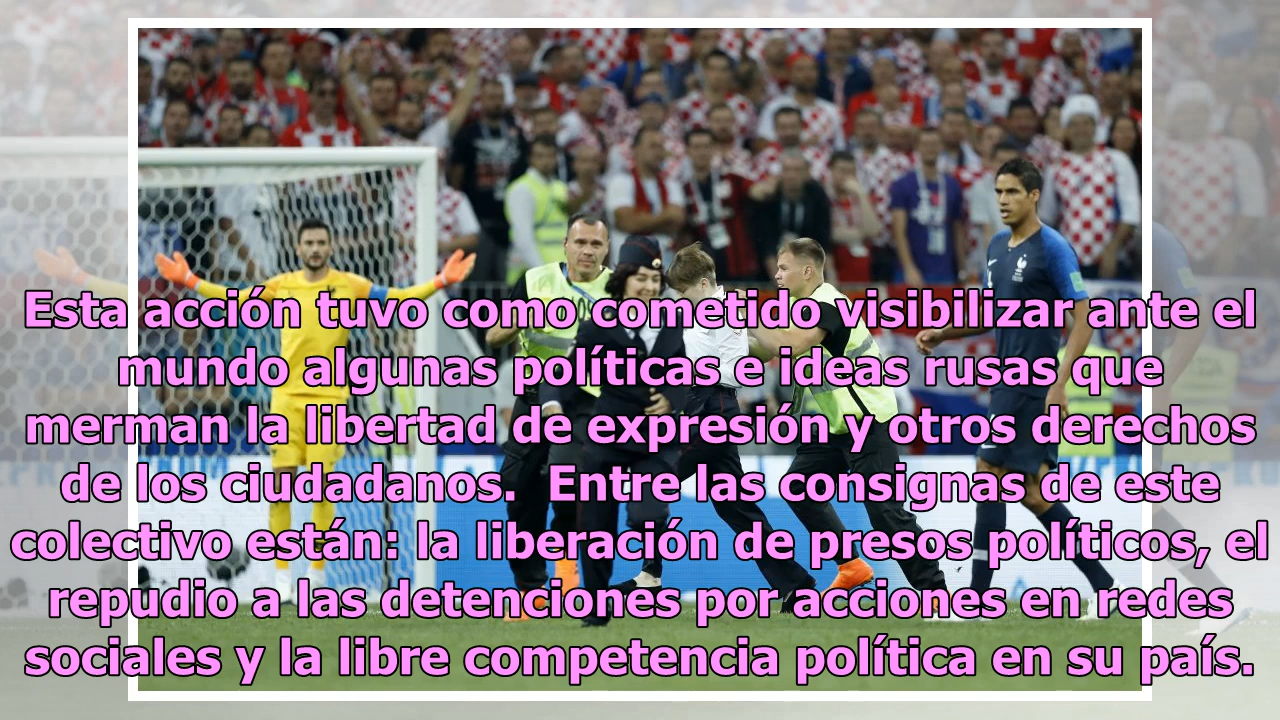 Esta acción tuvo como cometido visibilizar ante el
mundo algunas políticas e ideas rusas que
merman la libertad de expresión y otros derechos
de los ciudadanos.  Entre las consignas de este
colectivo están: la liberación de presos políticos, el
repudio a las detenciones por acciones en redes
sociales y la libre competencia política en su país.